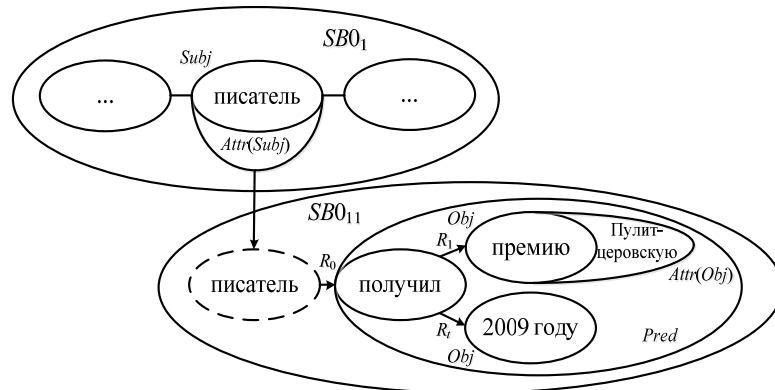 SB0₁
Subj
...
писатель
...
Attr(Subj)
SB0₁₁
Obj
R₁
премию
Пулит-
церовскую
Attr(Obj)
писатель
R₀
получил
Rₜ
2009 году
Obj
Pred